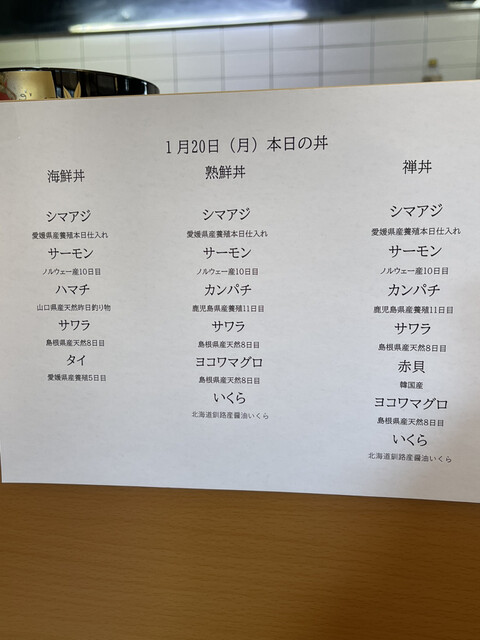 1月20日（月）本日の丼
海鮮丼
シマアジ
愛媛県産養殖本日仕入れ
サーモン
ノルウェー産10日目
ハマチ
山口県産天然昨日釣り物
サワラ
島根県産天然8日目
タイ
愛媛県産養殖5日目
熟鮮丼
シマアジ
愛媛県産養殖本日仕入れ
サーモン
ノルウェー産10日目
カンパチ
鹿児島県産養殖11日目
サワラ
島根県産天然8日目
ヨコワマグロ
島根県産天然8日目
いくら
北海道釧路産醤油いくら
禅丼
シマアジ
愛媛県産養殖本日仕入れ
サーモン
ノルウェー産10日目
カンパチ
鹿児島県産養殖11日目
サワラ
島根県産天然8日目
赤貝
韓国産
ヨコワマグロ
島根県産天然8日目
いくら
北海道釧路産醤油いくら